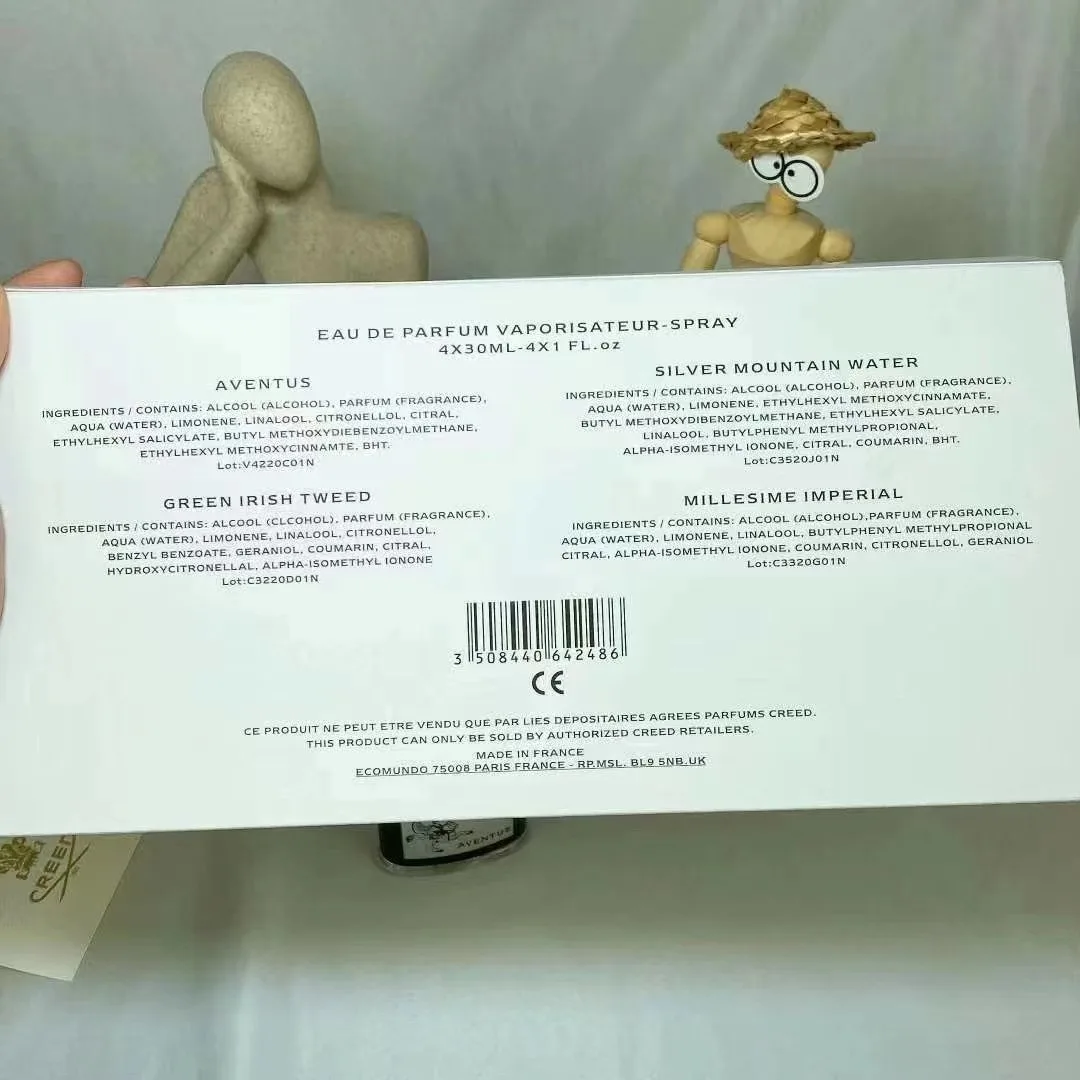 EAU DE PARFUM VAPORISATEUR-SPRAY
4X30ML-4X1 FL.oz
AVENTUS
INGREDIENTS / CONTAINS: ALCOOL (ALCOHOL), PARFUM (FRAGRANCE),
AQUA (WATER), LIMONENE, LINALOOL, CITRONELLOL, CITRAL,
ETHYLHEXYL SALICYLATE, BUTYL METHOXYDIEBENZOYLMETHANE,
ETHYLHEXYL METHOXYCINNAMTE, BHT.
Lot:V4220C01N
SILVER MOUNTAIN WATER
INGREDIENTS / CONTAINS: ALCOOL (ALCOHOL), PARFUM (FRAGRANCE),
AQUA (WATER), LIMONENE, ETHYLHEXYL METHOXYCINNAMATE,
BUTYL METHOXYDIBENZOYLMETHANE, ETHYLHEXYL SALICYLATE,
LINALOOL, BUTYLPHENYL METHYLPROPIONAL,
ALPHA-ISOMETHYL IONONE, CITRAL, COUMARIN, BHT.
Lot:C3520J01N
GREEN IRISH TWEED
INGREDIENTS / CONTAINS: ALCOOL (CLCOHOL), PARFUM (FRAGRANCE),
AQUA (WATER), LIMONENE, LINALOOL, CITRONELLOL,
BENZYL BENZOATE, GERANIOL, COUMARIN, CITRAL,
HYDROXYCITRONELLAL, ALPHA-ISOMETHYL IONONE
Lot:C3220D01N
MILLESIME IMPERIAL
INGREDIENTS / CONTAINS: ALCOOL (ALCOHOL),PARFUM (FRAGRANCE),
AQUA (WATER), LIMONENE, LINALOOL, BUTYLPHENYL METHYLPROPIONAL
CITRAL, ALPHA-ISOMETHYL IONONE, COUMARIN, CITRONELLOL, GERANIOL
Lot:C3320G01N
3 508440 642486
CE
CE PRODUIT NE PEUT ETRE VENDU QUE PAR LIES DEPOSITAIRES AGREES PARFUMS CREED.
THIS PRODUCT CAN ONLY BE SOLD BY AUTHORIZED CREED RETAILERS.
MADE IN FRANCE
ECOMUNDO 75008 PARIS FRANCE - RP.MSL. BL9 5NB.UK
AVENTUS
CREED